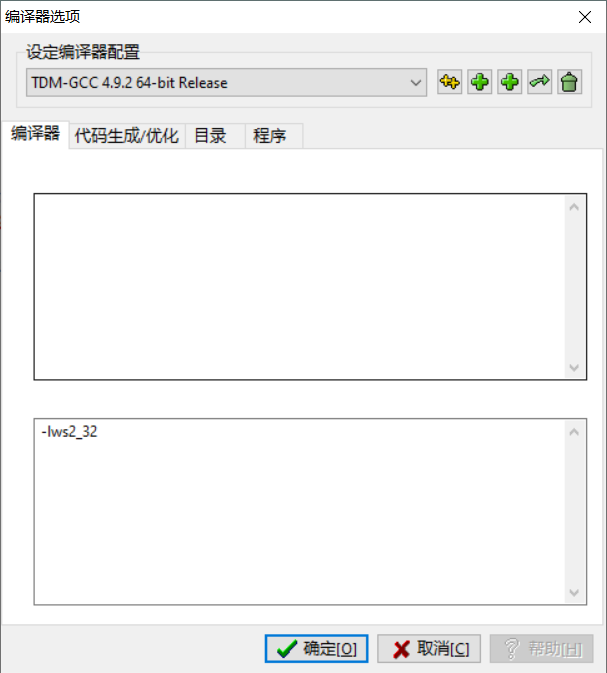 编译器选项
设定编译器配置
TDM-GCC 4.9.2 64-bit Release
编译器 代码生成/优化 目录 程序
-lws2_32
确定[O] 取消[C] 帮助[H]